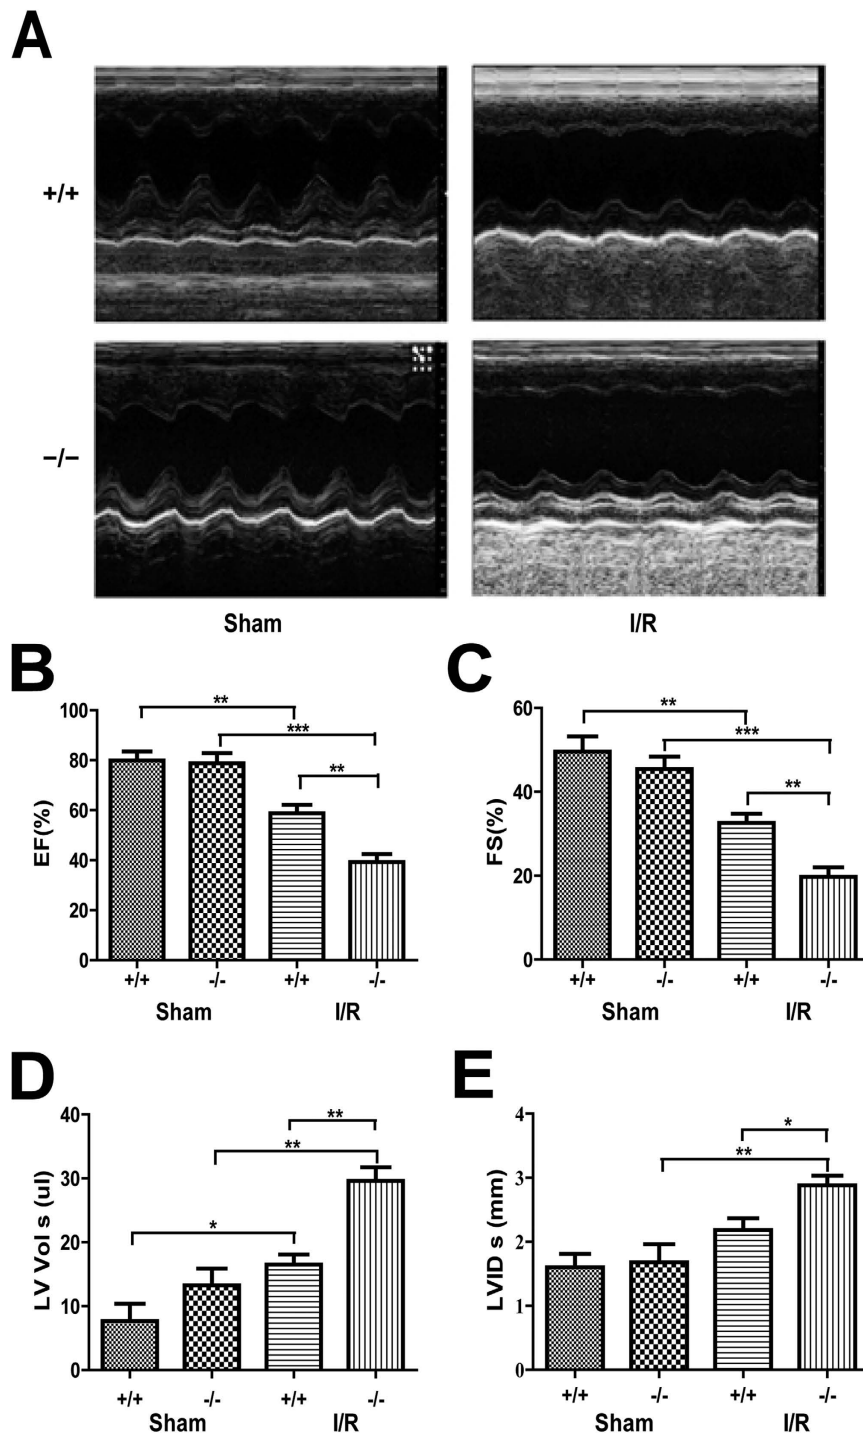 A
+/+
−/−
Sham I/R
B
EF(%)
100
80
60
40
20
0
**
***
**
+/+ -/- +/+ -/-
Sham I/R
C
FS(%)
60
40
20
0
**
***
**
+/+ -/- +/+ -/-
Sham I/R
D
LV Vol s (ul)
40
30
20
10
0
**
**
*
+/+ -/- +/+ -/-
Sham I/R
E
LVID s (mm)
4
3
2
1
0
*
**
+/+ -/- +/+ -/-
Sham I/R